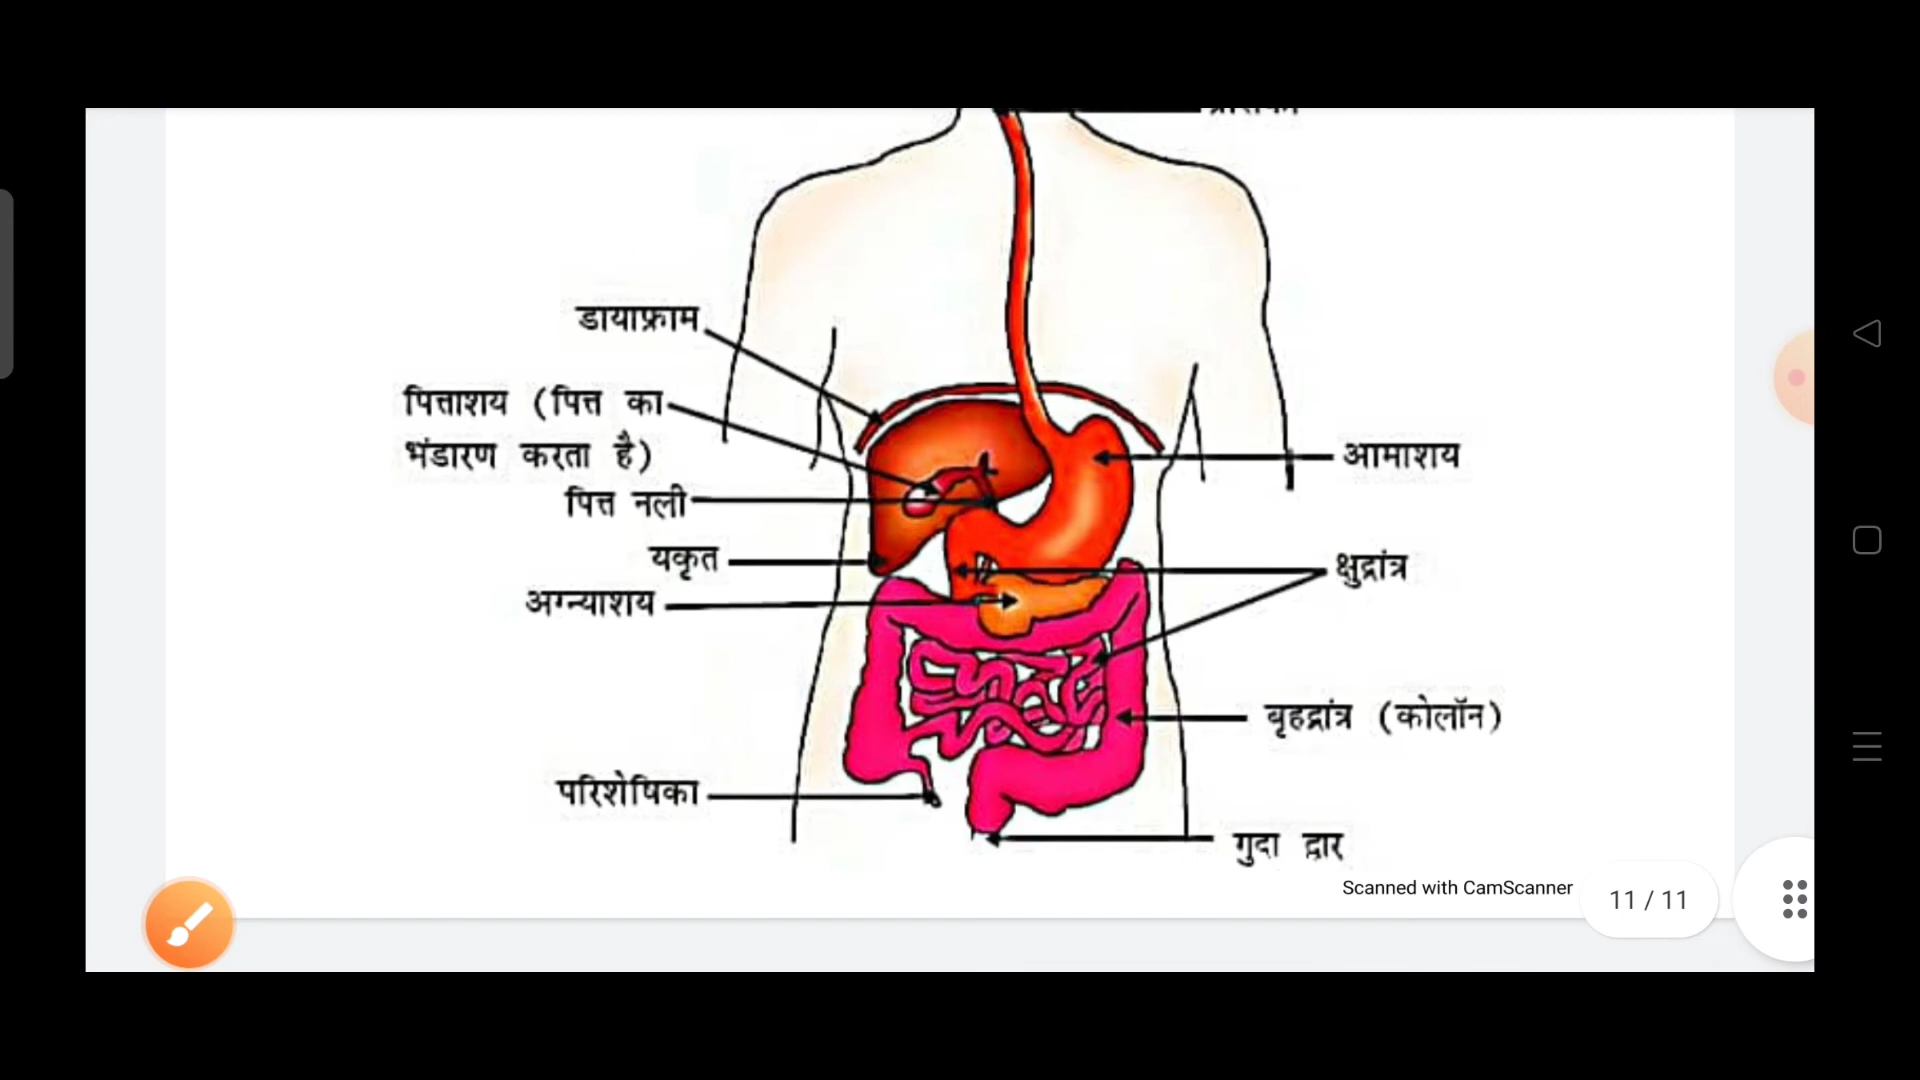 डायाफ्राम
पित्ताशय (पित्त का
भंडारण करता है)
पित्त नली
यकृत
अग्न्याशय
परिशेषिका
आमाशय
क्षुद्रांत्र
बृहद्रांत्र (कोलॉन)
गुदा द्वार
Scanned with CamScanner
11 / 11